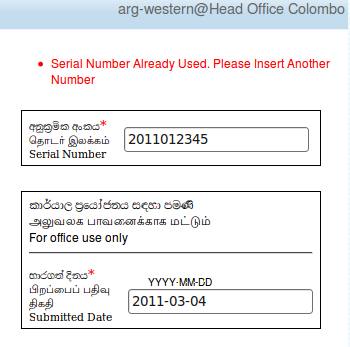 arg-western@Head Office Colombo
• Serial Number Already Used. Please Insert Another
Number
අනුක්‍රමික අංකය*
தொடர் இலக்கம்
Serial Number
2011012345
කාර්යාල ප්‍රයෝජනය සඳහා පමණි
அலுவலக பாவனைக்காக மட்டும்
For office use only
භාරගත් දිනය*
பிறப்பைப் பதிவு
திகதி
Submitted Date
YYYY-MM-DD
2011-03-04